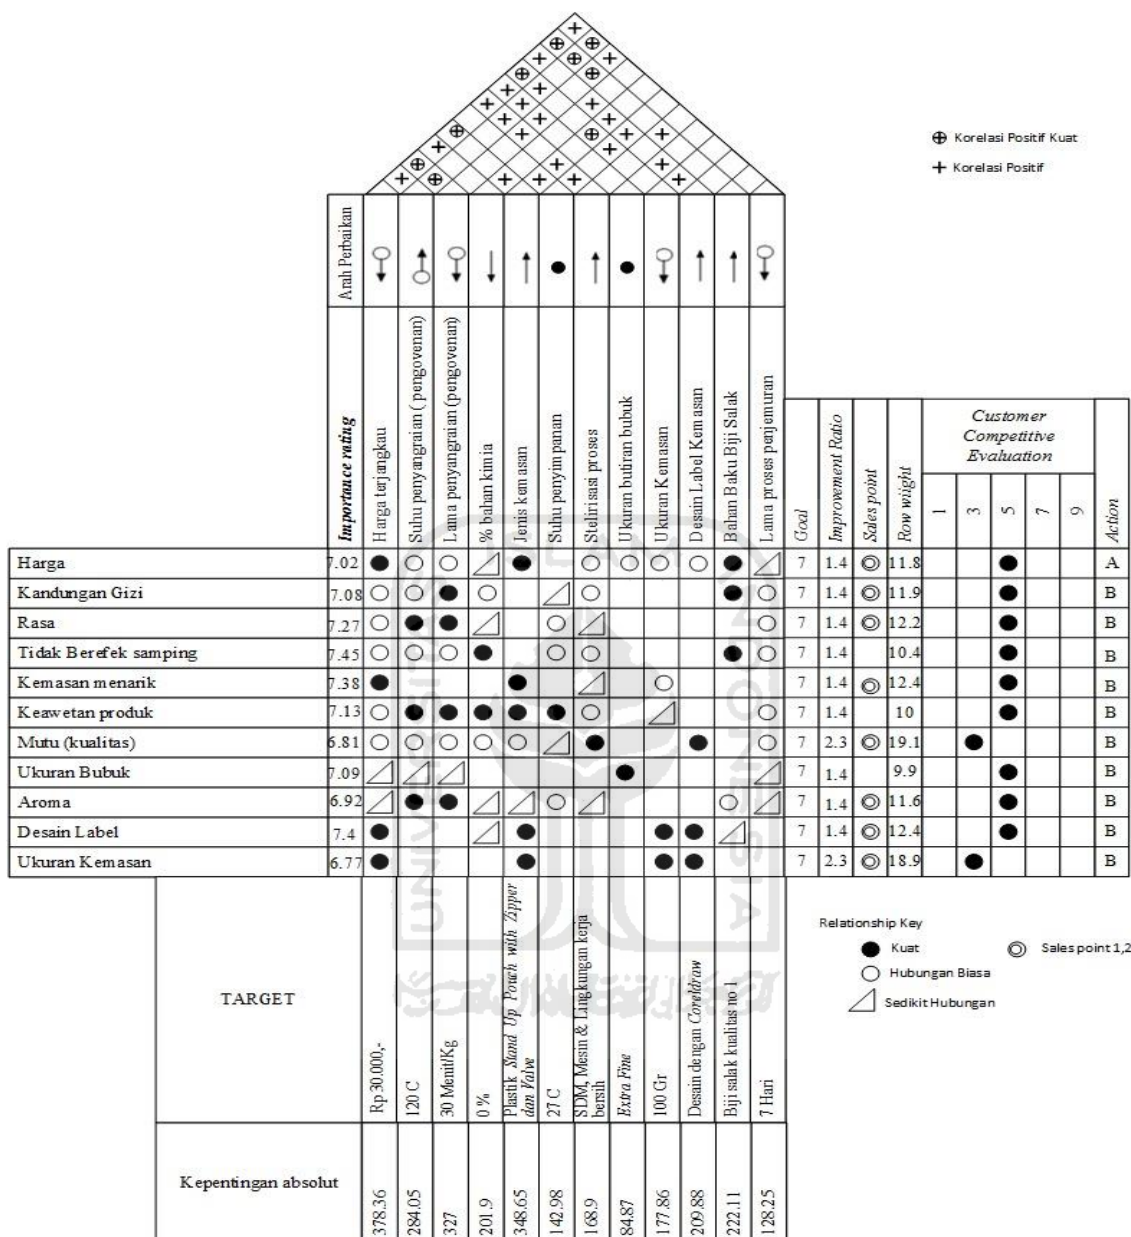 Korelasi Positif Kuat
Korelasi Positif
Arah Perbaikan
Importance rating
Harga terjangkau
Suhu penyangraian ( pengovenan)
Lama penyangraian (pengovenan)
% bahan kimia
Jenis kemasan
Suhu penyimpanan
Stelirisasi proses
Ukuran butiran bubuk
Ukuran Kemasan
Desain Label Kemasan
Bahan Baku Biji Salak
Lama proses penjemuran
Goal
Improvement Ratio
Sales point
Row wiight
Customer
Competitive
Evaluation
1 3 5 7 9
Action
Harga 7.02 7 1.4 11.8 A
Kandungan Gizi 7.08 7 1.4 11.9 B
Rasa 7.27 7 1.4 12.2 B
Tidak Berefek samping 7.45 7 1.4 10.4 B
Kemasan menarik 7.38 7 1.4 12.4 B
Keawetan produk 7.13 7 1.4 10 B
Mutu (kualitas) 6.81 7 2.3 19.1 B
Ukuran Bubuk 7.09 7 1.4 9.9 B
Aroma 6.92 7 1.4 11.6 B
Desain Label 7.4 7 1.4 12.4 B
Ukuran Kemasan 6.77 7 2.3 18.9 B
ISLAM
UNIVERSITAS
INDONESIA
Relationship Key
Kuat
Sales point 1,2
Hubungan Biasa
Sedikit Hubungan
TARGET
Rp 30.000,-
120 C
30 Menit/Kg
0 %
Plastik Stand Up Pouch with Zipper
dan Valve
27 C
SDM, Mesin & Lingkungan kerja
bersih
Extra Fine
100 Gr
Desain dengan Coreldraw
Biji salak kualitas no 1
7 Hari
Kepentingan absolut
378.36
284.05
327
201.9
348.65
142.98
168.9
84.87
177.86
209.88
222.11
128.25